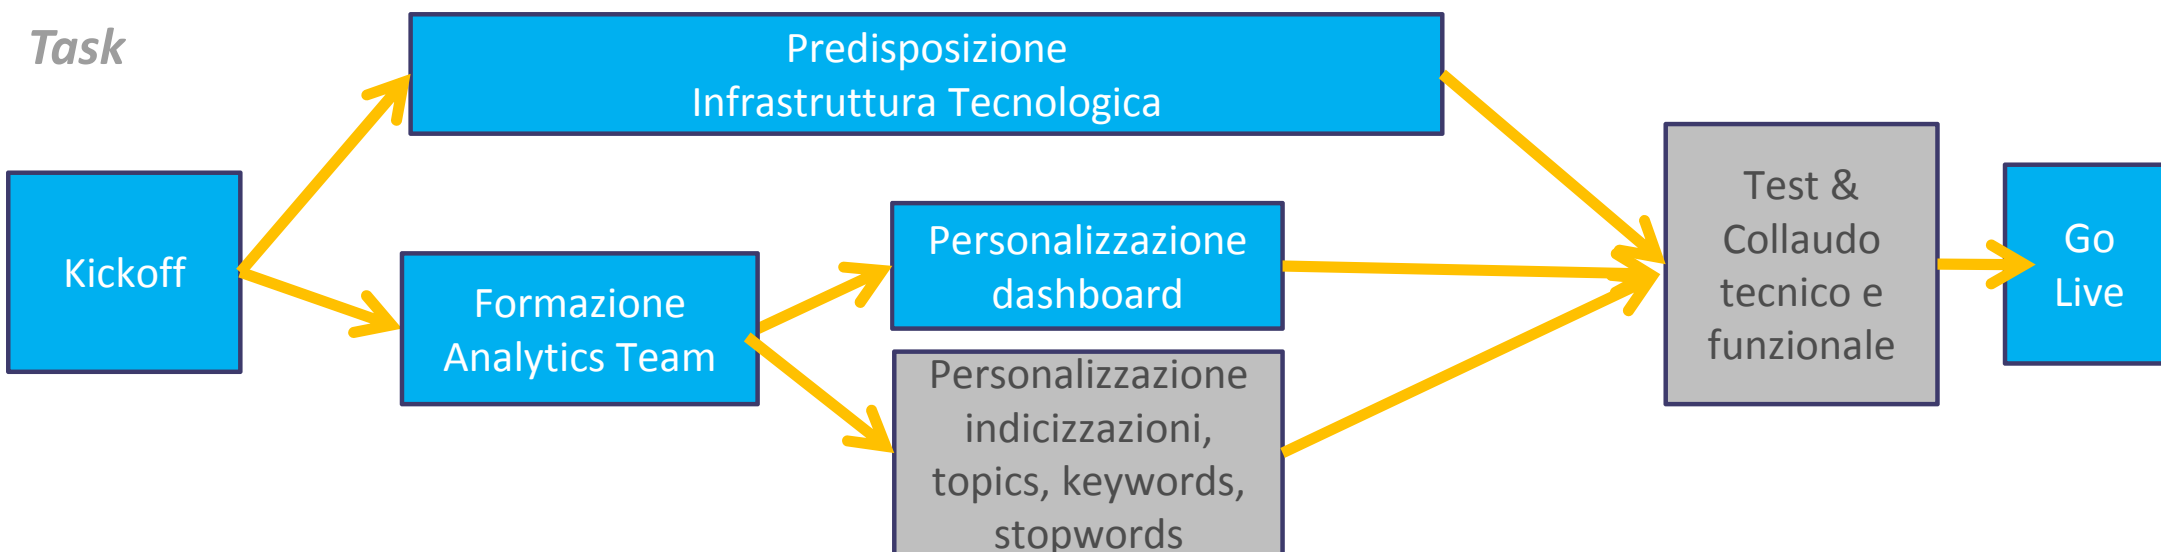 Task
Predisposizione
Infrastruttura Tecnologica
Kickoff
Formazione
Analytics Team
Personalizzazione
dashboard
Personalizzazione
indicizzazioni,
topics, keywords,
stopwords
Test &
Collaudo
tecnico e
funzionale
Go
Live